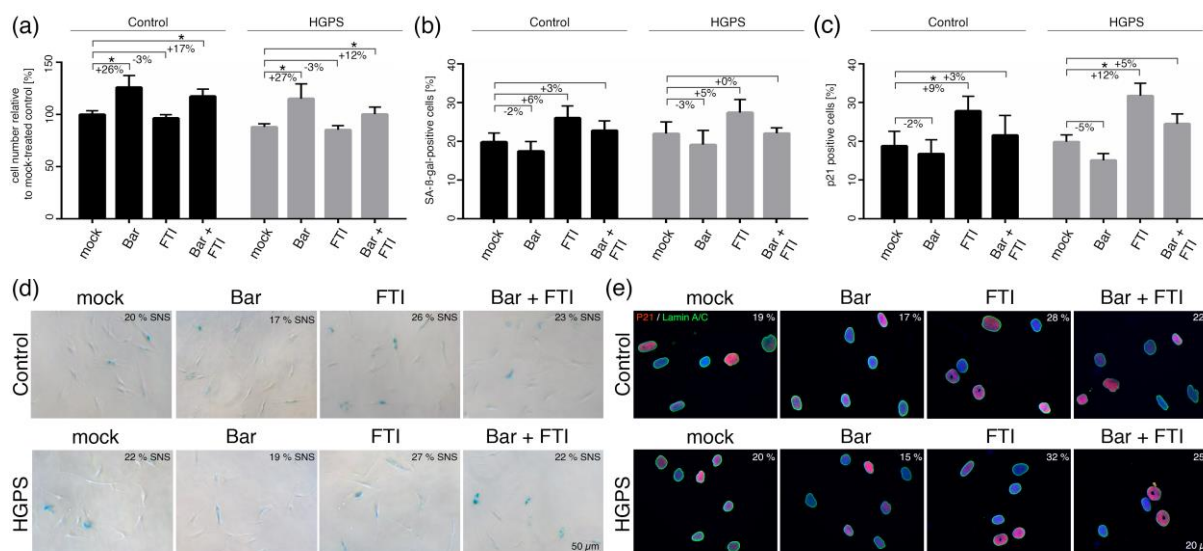 (a)
Control
HGPS
cell number relative
to mock-treated control [%]
150
100
50
0
*
+26%
-3%
*
+17%
*
+27%
-3%
*
+12%
mock
Bar
FTI
Bar +
FTI
mock
Bar
FTI
Bar +
FTI
(b)
Control
HGPS
SA-ß-gal-positive cells [%]
40
30
20
10
0
-2%
+6%
+3%
-3%
+5%
+0%
mock
Bar
FTI
Bar +
FTI
mock
Bar
FTI
Bar +
FTI
(c)
Control
HGPS
p21 positive cells [%]
40
30
20
10
0
-2%
*
+9%
+3%
-5%
*
+12%
+5%
mock
Bar
FTI
Bar +
FTI
mock
Bar
FTI
Bar +
FTI
(d)
mock Bar FTI Bar + FTI
Control
20 % SNS 17 % SNS 26 % SNS 23 % SNS
mock Bar FTI Bar + FTI
HGPS
22 % SNS 19 % SNS 27 % SNS 22 % SNS
50 µm
(e)
mock Bar FTI Bar + FTI
Control
P21 / Lamin A/C 19 % 17 % 28 % 22
mock Bar FTI Bar + FTI
HGPS
20 % 15 % 32 % 25
20 µm